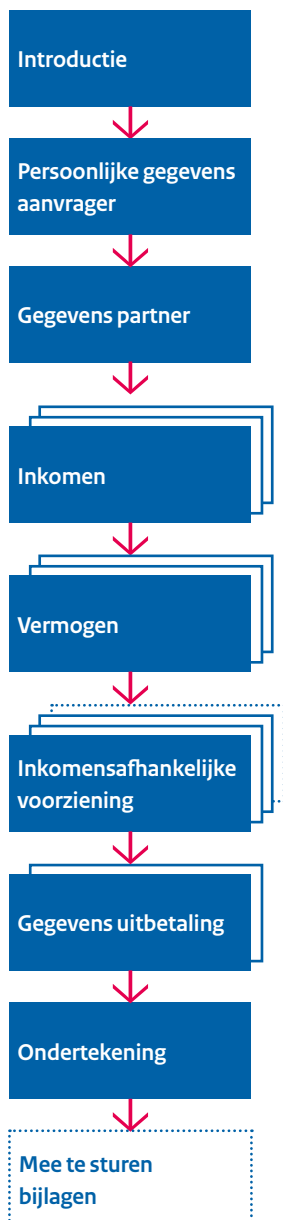 Introductie
Persoonlijke gegevens
aanvrager
Gegevens partner
Inkomen
Vermogen
Inkomensafhankelijke
voorziening
Gegevens uitbetaling
Ondertekening
Mee te sturen
bijlagen